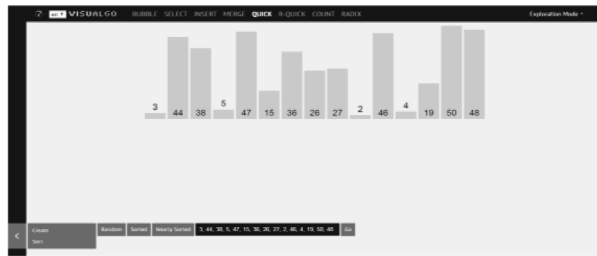 7 en VISUALGO BUBBLE SELECT INSERT MERGE QUICK R-QUICK COUNT RADIX Exploration Mode
3 44 38 5 47 15 36 26 27 2 46 4 19 50 48
< Create Random Sorted Nearly Sorted 3, 44, 38, 5, 47, 15, 36, 26, 27, 2, 46, 4, 19, 50, 48 Go
Sort